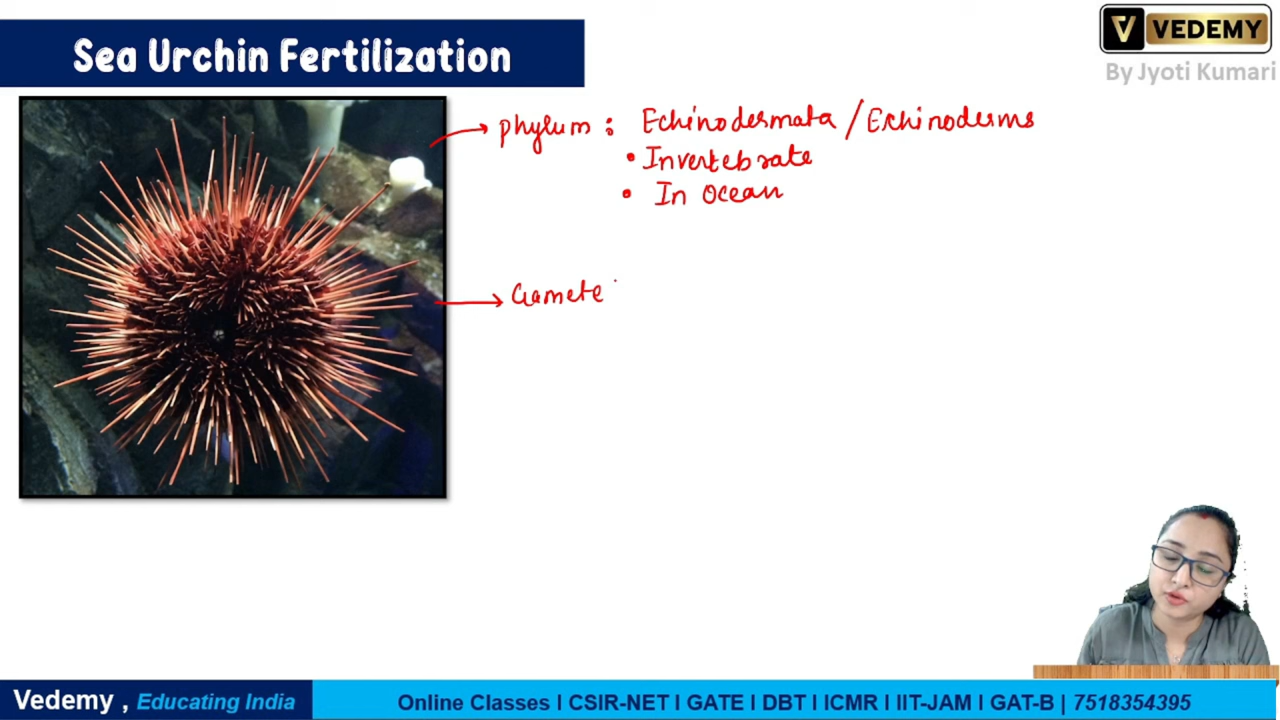 Sea Urchin Fertilization
VEDEMY
By Jyoti Kumari
Phylum : Echinodermata / Echinoderms
• Invertebrate
• In Ocean
Gamete
Vedemy , Educating India
Online Classes I CSIR-NET I GATE I DBT I ICMR I IIT-JAM I GAT-B | 7518354395